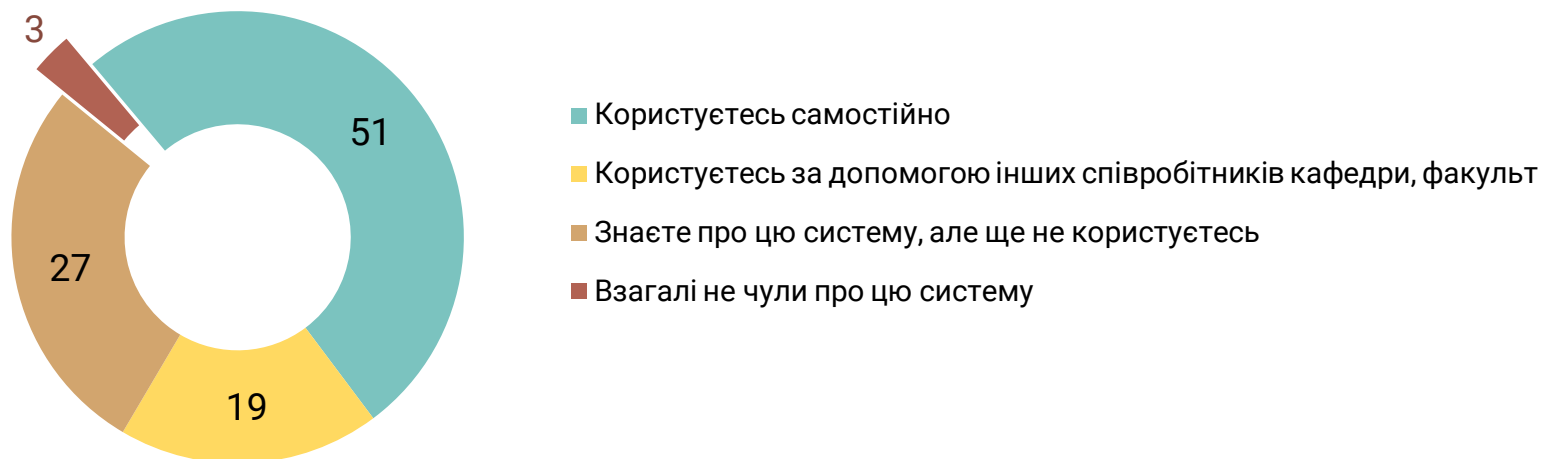 3
51
27
19
Користуєтесь самостійно
Користуєтесь за допомогою інших співробітників кафедри, факульт
Знаєте про цю систему, але ще не користуєтесь
Взагалі не чули про цю систему